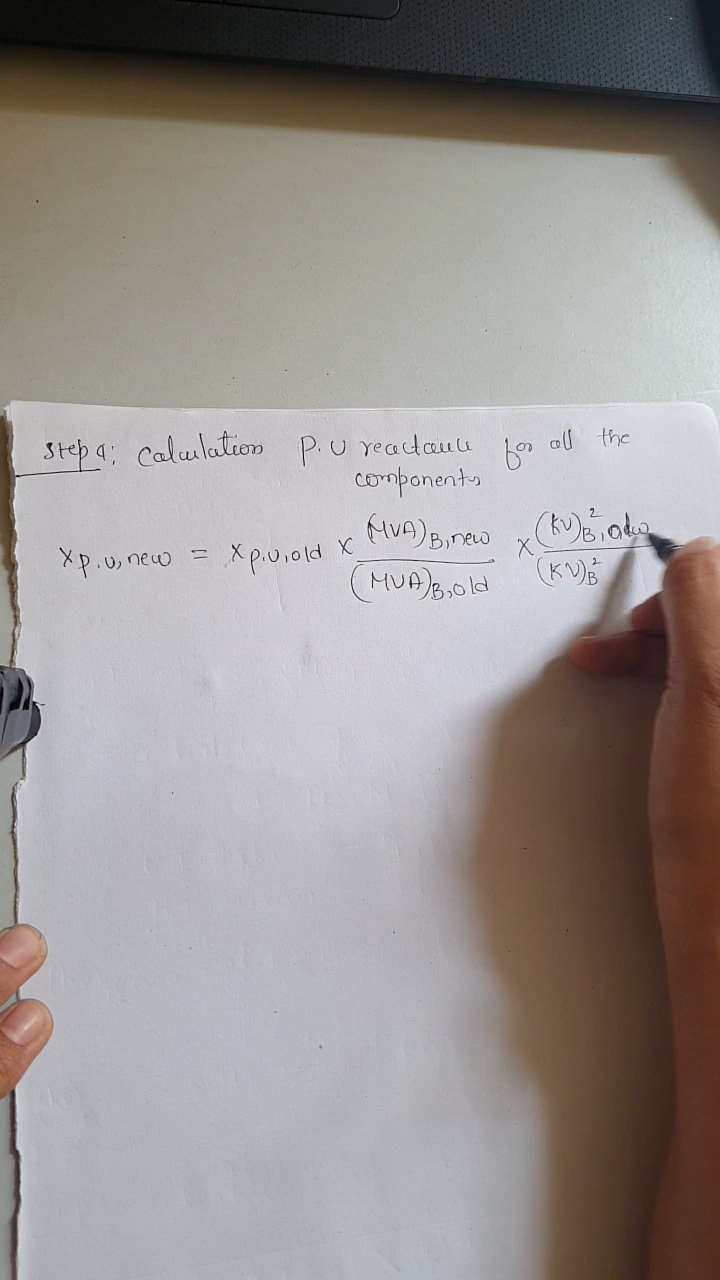 Step 4: Calculation P.U reactance for all the
components
Xp.u,new = Xp.u,old x (MVA)B,new / (MVA)B,old x (KV)²B, / (KV)²B